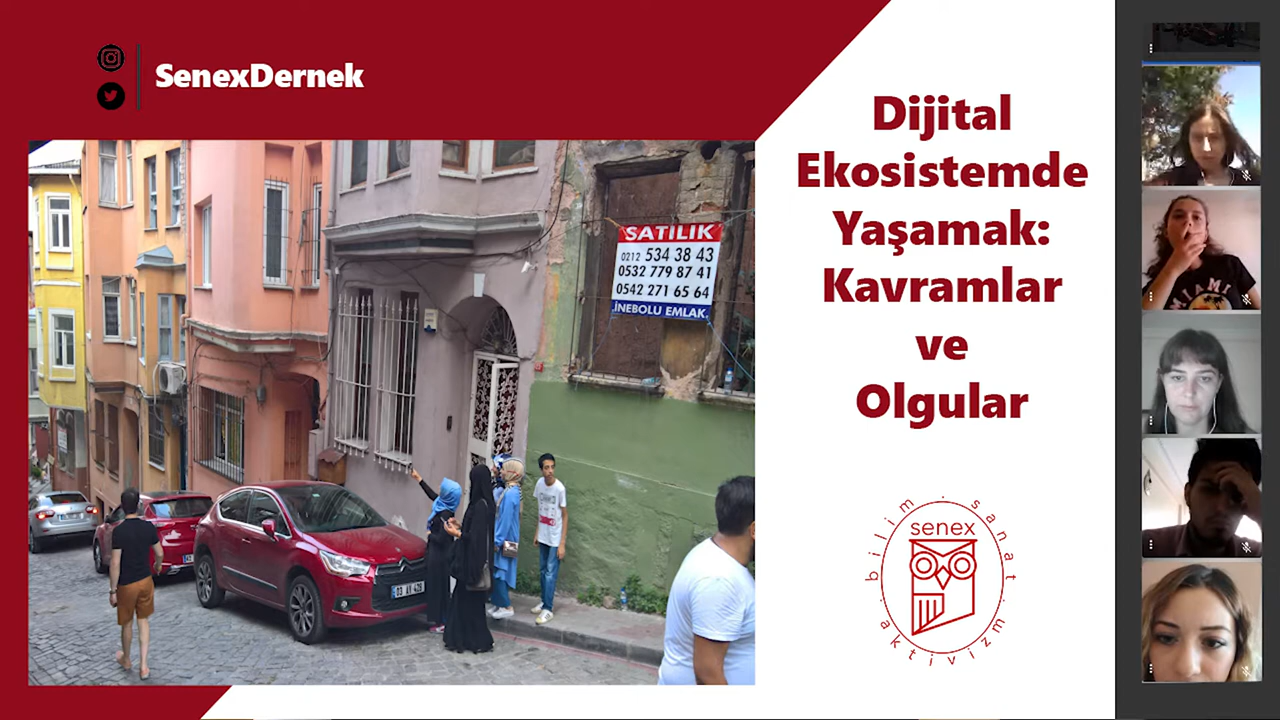 SenexDernek
Dijital
Ekosistemde
Yaşamak:
Kavramlar
ve
Olgular
SATILIK
0212 534 38 43
0532 779 87 41
0542 271 65 64
İNEBOLU EMLAK
MIAMI
senex
bilim . sanat . aktivizm